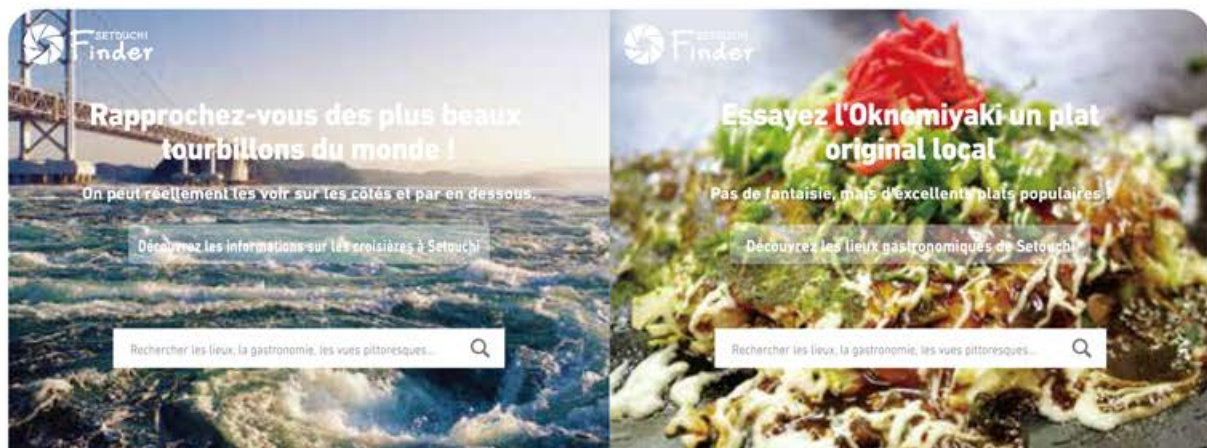 SETOUCHI
Finder
Rapprochez-vous des plus beaux
tourbillons du monde !
On peut réellement les voir sur les côtés et par en dessous.
Découvrez les informations sur les croisières à Setouchi
Rechercher les lieux, la gastronomie, les vues pittoresques...
SETOUCHI
Finder
Essayez l'Oknomiyaki un plat
original local
Pas de fantaisie, mais d'excellents plats populaires !
Découvrez les lieux gastronomiques de Setouchi
Rechercher les lieux, la gastronomie, les vues pittoresques...